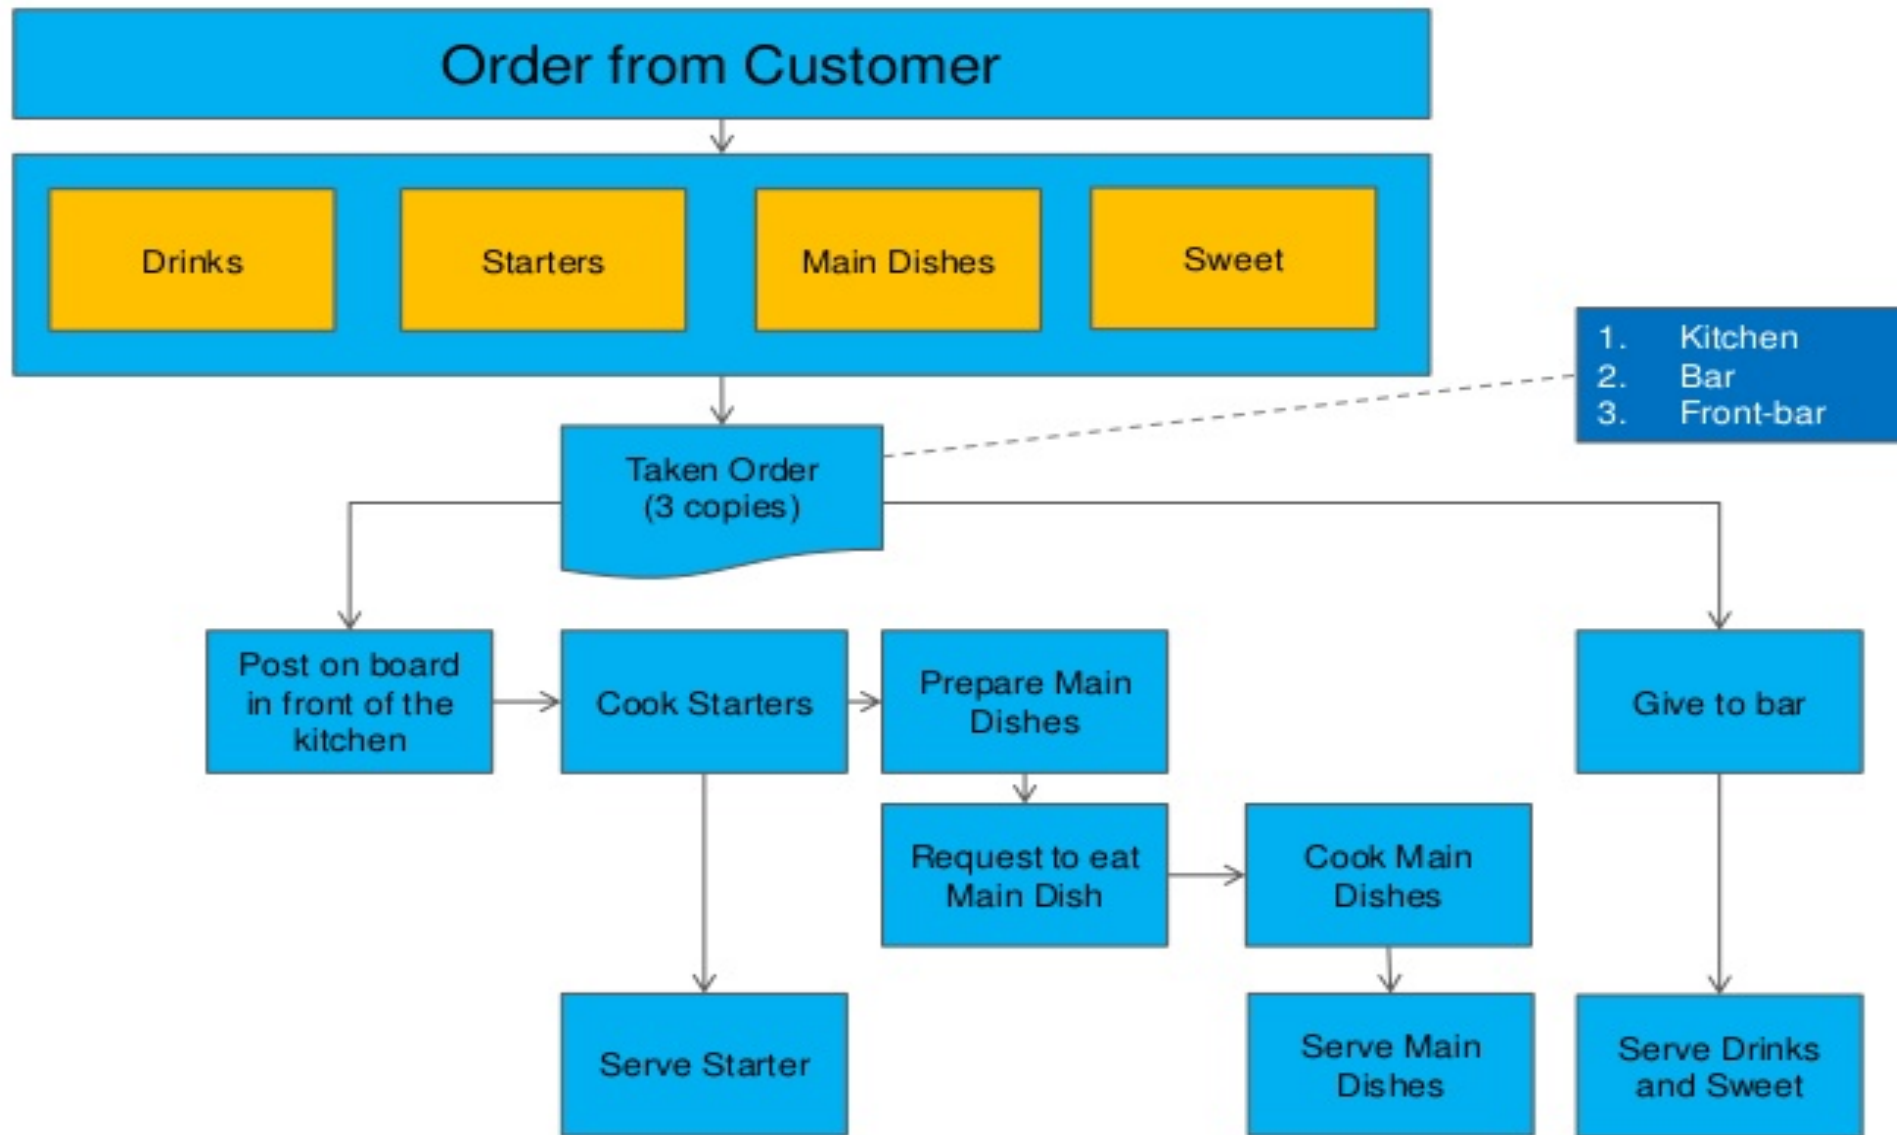 Order from Customer
Drinks
Starters
Main Dishes
Sweet
1. Kitchen
2. Bar
3. Front-bar
Taken Order
(3 copies)
Post on board
in front of the
kitchen
Cook Starters
Prepare Main
Dishes
Give to bar
Request to eat
Main Dish
Cook Main
Dishes
Serve Starter
Serve Main
Dishes
Serve Drinks
and Sweet